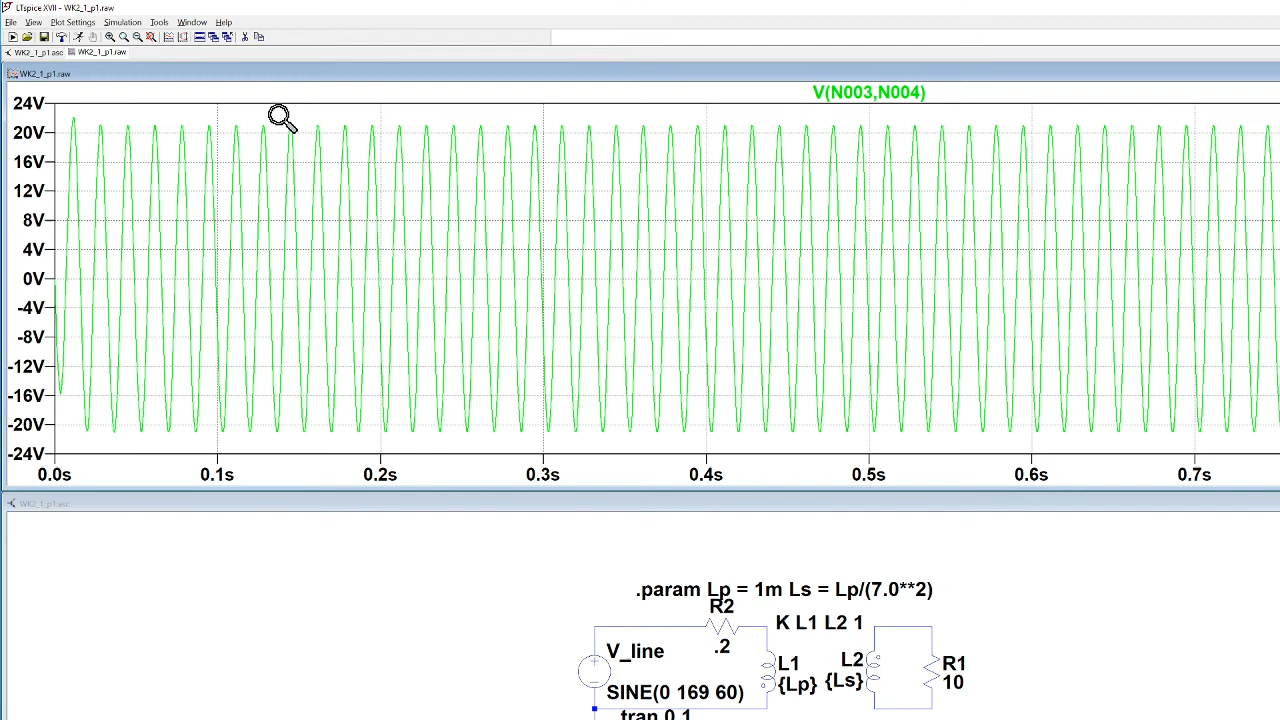 LTspice XVII - WK2_1_p1.raw
File View Plot Settings Simulation Tools Window Help
WK2_1_p1.asc WK2_1_p1.raw
WK2_1_p1.raw
V(N003,N004)
24V
20V
16V
12V
8V
4V
0V
-4V
-8V
-12V
-16V
-20V
-24V
0.0s 0.1s 0.2s 0.3s 0.4s 0.5s 0.6s 0.7s
WK2_1_p1.asc
.param Lp = 1m Ls = Lp/(7.0**2)
R2
K L1 L2 1
.2
V_line
L1
L2
R1
{Lp}
{Ls}
10
SINE(0 169 60)
.tran 0 1